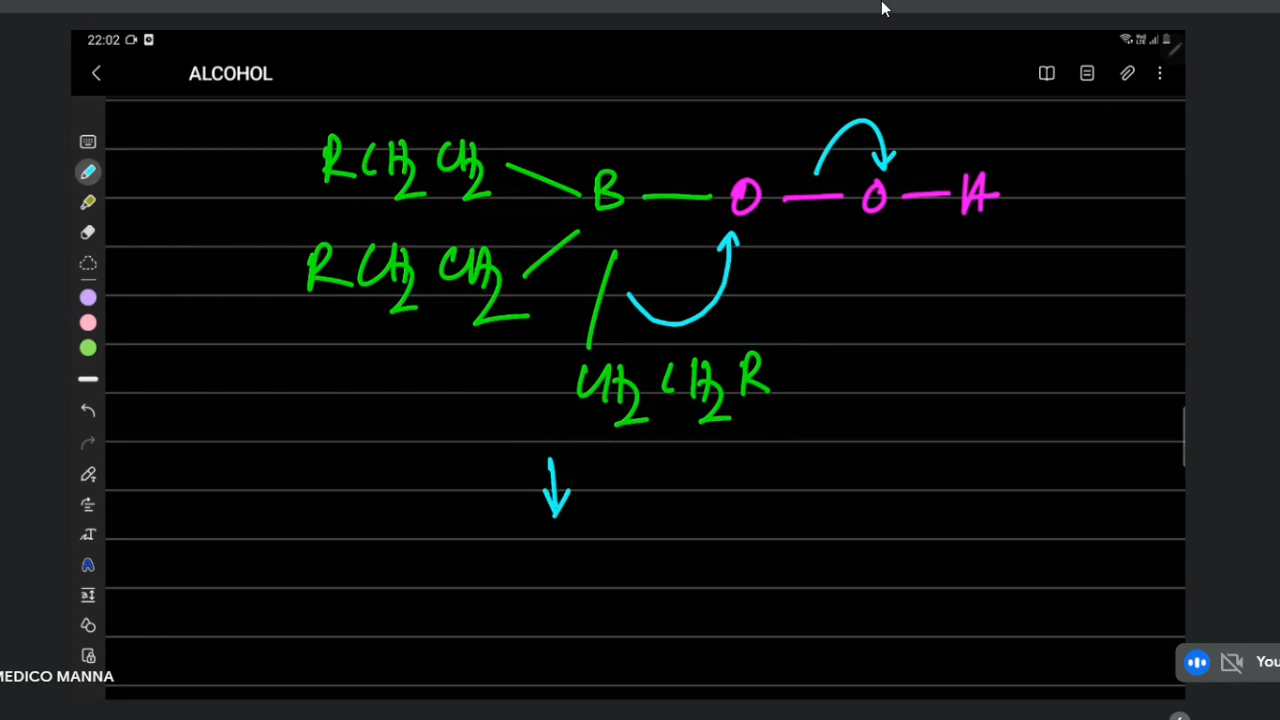 22:02
ALCOHOL
RCH2CH2 B — O — O — H
RCH2CH2
CH2CH2R
MEDICO MANNA
You